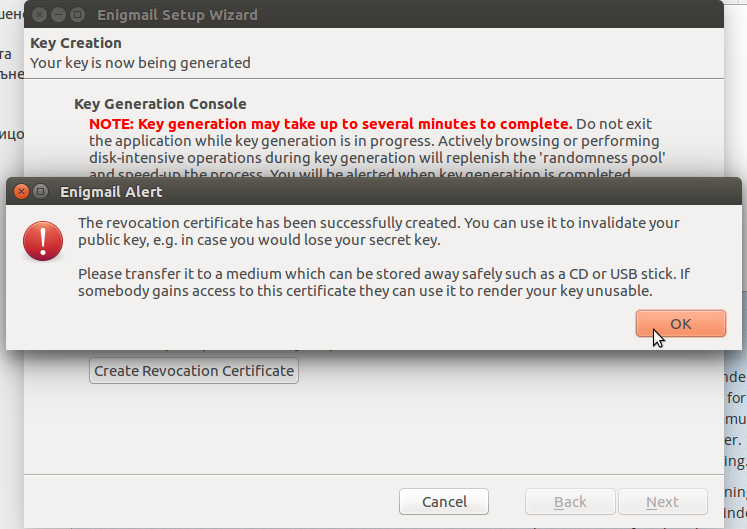 Enigmail Setup Wizard
Key Creation
Your key is now being generated
Key Generation Console
NOTE: Key generation may take up to several minutes to complete. Do not exit
the application while key generation is in progress. Actively browsing or performing
disk-intensive operations during key generation will replenish the 'randomness pool'
and speed-up the process. You will be alerted when key generation is completed.
Enigmail Alert
The revocation certificate has been successfully created. You can use it to invalidate your
public key, e.g. in case you would lose your secret key.
Please transfer it to a medium which can be stored away safely such as a CD or USB stick. If
somebody gains access to this certificate they can use it to render your key unusable.
OK
Create Revocation Certificate
Cancel
Back
Next
for